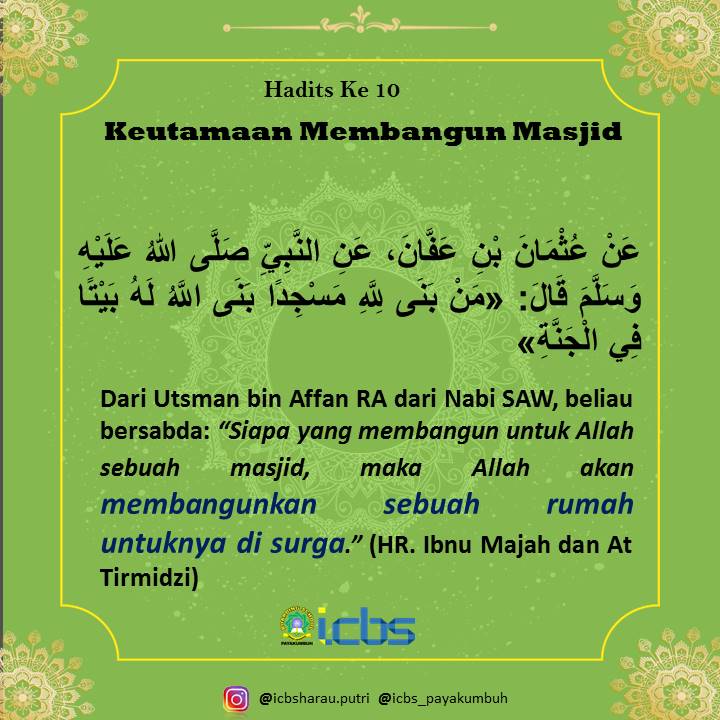 Hadits Ke 10
Keutamaan Membangun Masjid
عَنْ عُثْمَانَ بْنِ عَفَّانَ، عَنِ النَّبِيِّ صَلَّى اللهُ عَلَيْهِ
وَسَلَّمَ قَالَ: «مَنْ بَنَى لِلَّهِ مَسْجِدًا بَنَى اللَّهُ لَهُ بَيْتًا
فِي الْجَنَّةِ»
Dari Utsman bin Affan RA dari Nabi SAW, beliau
bersabda: “Siapa yang membangun untuk Allah
sebuah masjid, maka Allah akan
membangunkan sebuah rumah
untuknya di surga.” (HR. Ibnu Majah dan At
Tirmidzi)
PAYAKUMBUH
icbs
@icbsharau.putri @icbs_payakumbuh